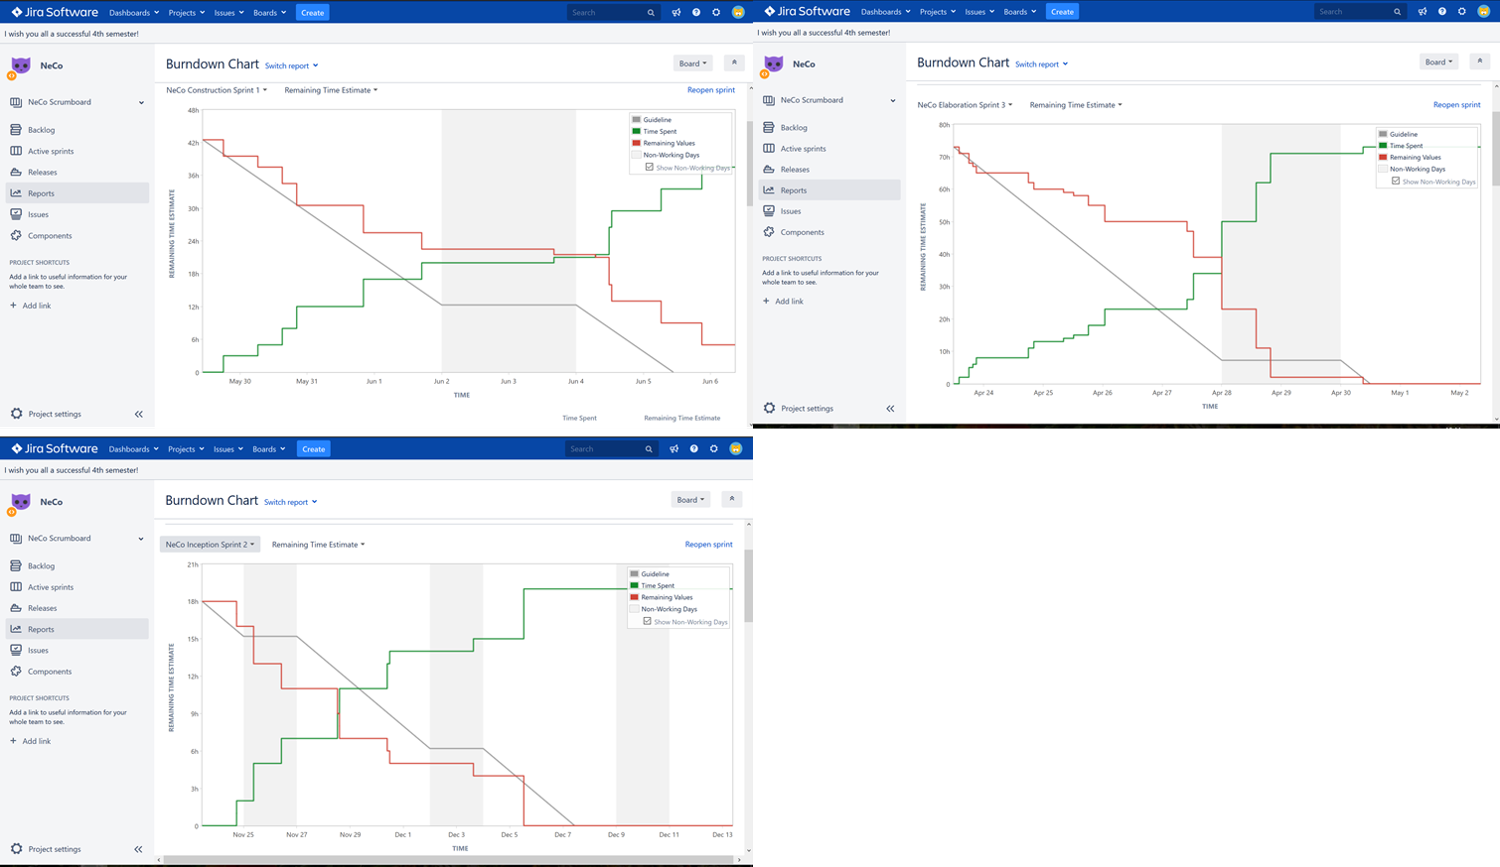 Jira Software Dashboards Projects Issues Boards Create Search
I wish you all a successful 4th semester!
NeCo
NeCo Scrumboard
Backlog
Active sprints
Releases
Reports
Issues
Components
PROJECT SHORTCUTS
Add a link to useful information for your
whole team to see.
+ Add link
Project settings
Burndown Chart Switch report Board
NeCo Construction Sprint 1 Remaining Time Estimate Reopen sprint
48h
42h
36h
30h
24h
18h
12h
6h
0
REMAINING TIME ESTIMATE
Guideline
Time Spent
Remaining Values
Non-Working Days
Show Non-Working Days
May 30 May 31 Jun 1 Jun 2 Jun 3 Jun 4 Jun 5 Jun 6
TIME
Time Spent Remaining Time Estimate
Jira Software Dashboards Projects Issues Boards Create Search
I wish you all a successful 4th semester!
NeCo
NeCo Scrumboard
Backlog
Active sprints
Releases
Reports
Issues
Components
PROJECT SHORTCUTS
Add a link to useful information for your
whole team to see.
+ Add link
Project settings
Burndown Chart Switch report Board
NeCo Elaboration Sprint 3 Remaining Time Estimate Reopen sprint
80h
70h
60h
50h
40h
30h
20h
10h
0
REMAINING TIME ESTIMATE
Guideline
Time Spent
Remaining Values
Non-Working Days
Show Non-Working Days
Apr 24 Apr 25 Apr 26 Apr 27 Apr 28 Apr 29 Apr 30 May 1 May 2
TIME
Jira Software Dashboards Projects Issues Boards Create Search
I wish you all a successful 4th semester!
NeCo
NeCo Scrumboard
Backlog
Active sprints
Releases
Reports
Issues
Components
PROJECT SHORTCUTS
Add a link to useful information for your
whole team to see.
+ Add link
Project settings
Burndown Chart Switch report Board
NeCo Inception Sprint 2 Remaining Time Estimate Reopen sprint
21h
18h
15h
12h
9h
6h
3h
0
REMAINING TIME ESTIMATE
Guideline
Time Spent
Remaining Values
Non-Working Days
Show Non-Working Days
Nov 25 Nov 27 Nov 29 Dec 1 Dec 3 Dec 5 Dec 7 Dec 9 Dec 11 Dec 13
TIME